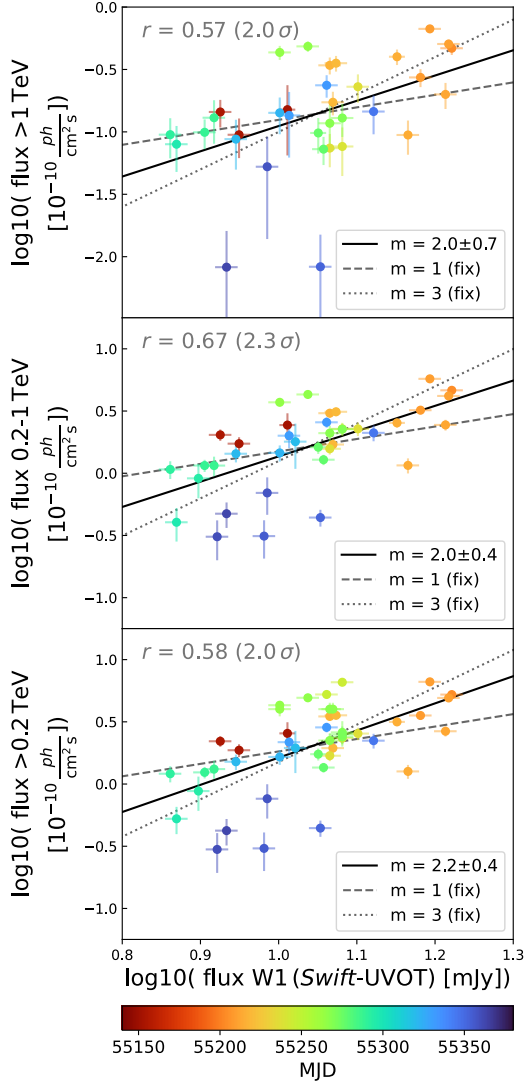 1.0
r = 0.57 (2.0 σ)
0.5
0.0
−0.5
−1.0
−1.5
−2.0
log10( flux >1 TeV
[10⁻¹⁰ ph/cm² s])
m = 2.0±0.7
m = 1 (fix)
m = 3 (fix)
r = 0.67 (2.3 σ)
1.0
0.5
0.0
−0.5
−1.0
log10( flux 0.2-1 TeV
[10⁻¹⁰ ph/cm² s])
m = 2.0±0.4
m = 1 (fix)
m = 3 (fix)
r = 0.58 (2.0 σ)
1.0
0.5
0.0
−0.5
−1.0
log10( flux >0.2 TeV
[10⁻¹⁰ ph/cm² s])
m = 2.2±0.4
m = 1 (fix)
m = 3 (fix)
0.8 0.9 1.0 1.1 1.2 1.3
log10( flux W1 (Swift-UVOT) [mJy])
55150 55200 55250 55300 55350
MJD